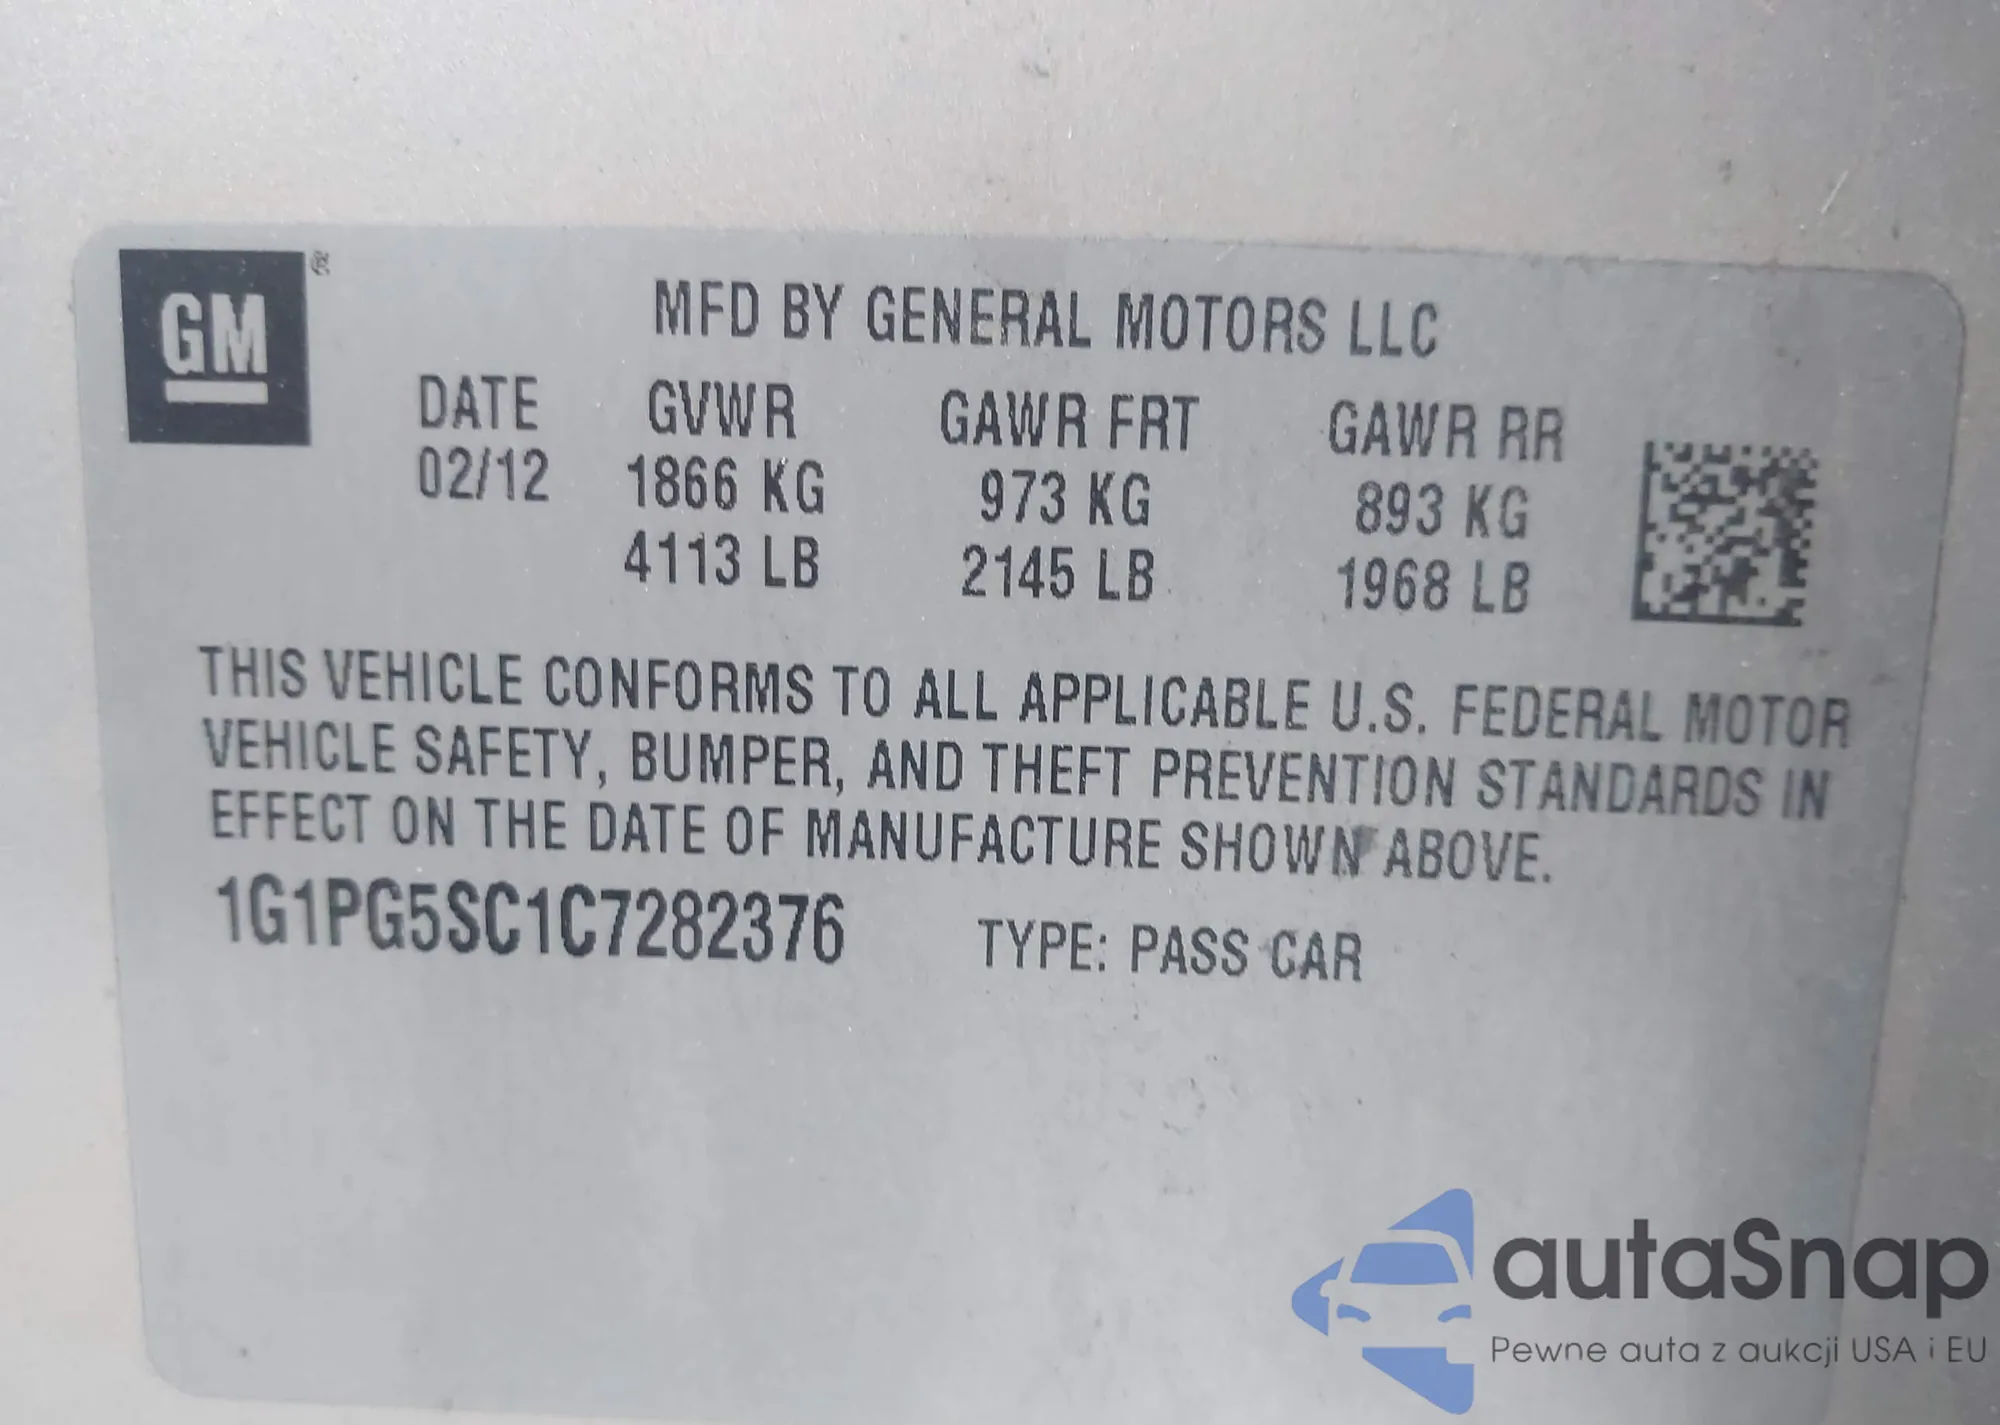 GM ®
MFD BY GENERAL MOTORS LLC
DATE GVWR GAWR FRT GAWR RR
02/12 1866 KG 973 KG 893 KG
4113 LB 2145 LB 1968 LB
THIS VEHICLE CONFORMS TO ALL APPLICABLE U.S. FEDERAL MOTOR
VEHICLE SAFETY, BUMPER, AND THEFT PREVENTION STANDARDS IN
EFFECT ON THE DATE OF MANUFACTURE SHOWN ABOVE.
1G1PG5SC1C7282376 TYPE: PASS CAR
autaSnap
Pewne auta z aukcji USA i EU